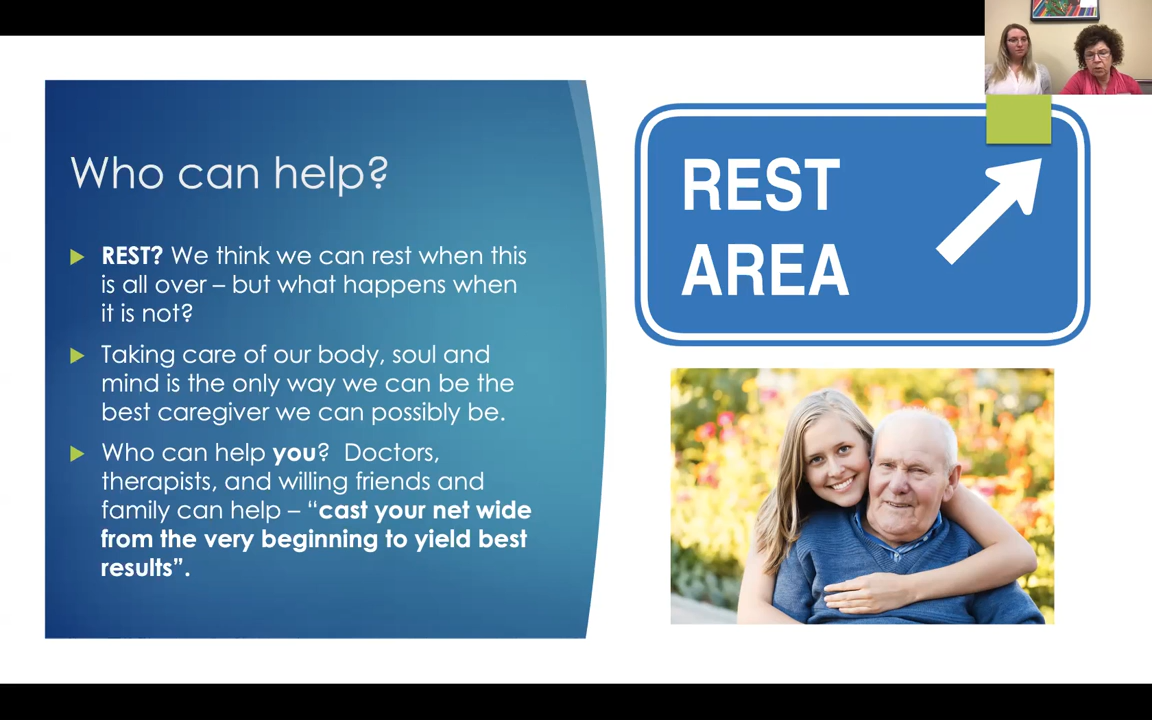 Who can help?
REST? We think we can rest when this
is all over – but what happens when
it is not?
Taking care of our body, soul and
mind is the only way we can be the
best caregiver we can possibly be.
Who can help you? Doctors,
therapists, and willing friends and
family can help – “cast your net wide
from the very beginning to yield best
results”.
REST
AREA